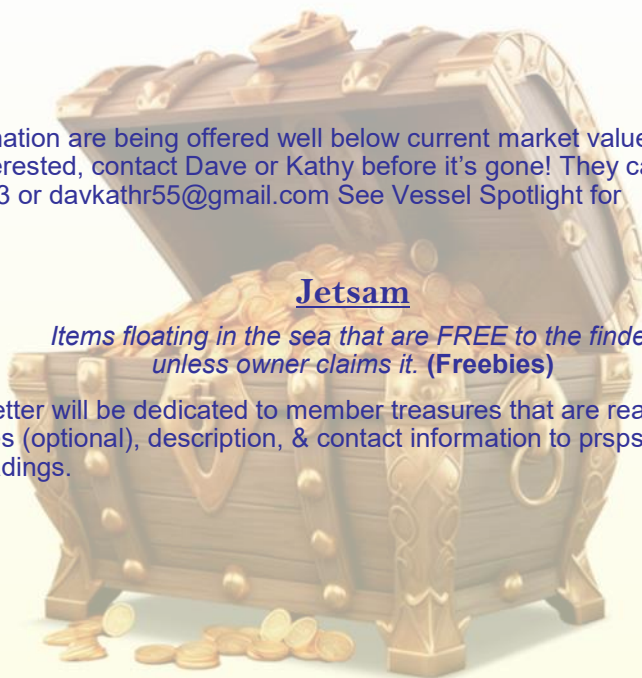 nation are being offered well below current market value
erested, contact Dave or Kathy before it’s gone! They ca
3 or davkathr55@gmail.com See Vessel Spotlight for
Jetsam
Items floating in the sea that are FREE to the finde
unless owner claims it. (Freebies)
etter will be dedicated to member treasures that are rea
es (optional), description, & contact information to prsps
dings.